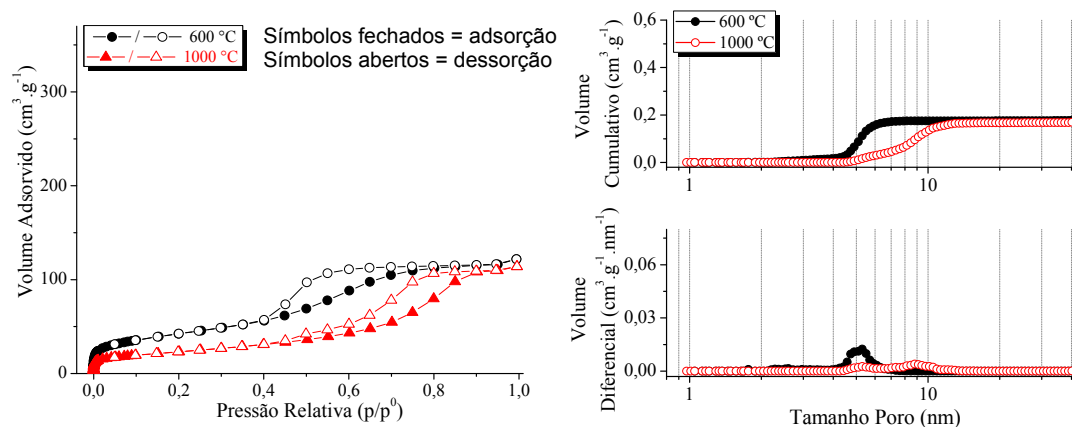 600 °C
1000 °C
Símbolos fechados = adsorção
Símbolos abertos = dessorção
Volume Adsorvido (cm³.g⁻¹)
300
200
100
0
0,0 0,2 0,4 0,6 0,8 1,0
Pressão Relativa (p/p⁰)
600 ºC
1000 ºC
Volume
Cumulativo (cm³.g⁻¹)
0,6
0,4
0,2
0,0
1 10
Volume
Diferencial (cm³.g⁻¹.nm⁻¹)
0,06
0,03
0,00
1 10
Tamanho Poro (nm)